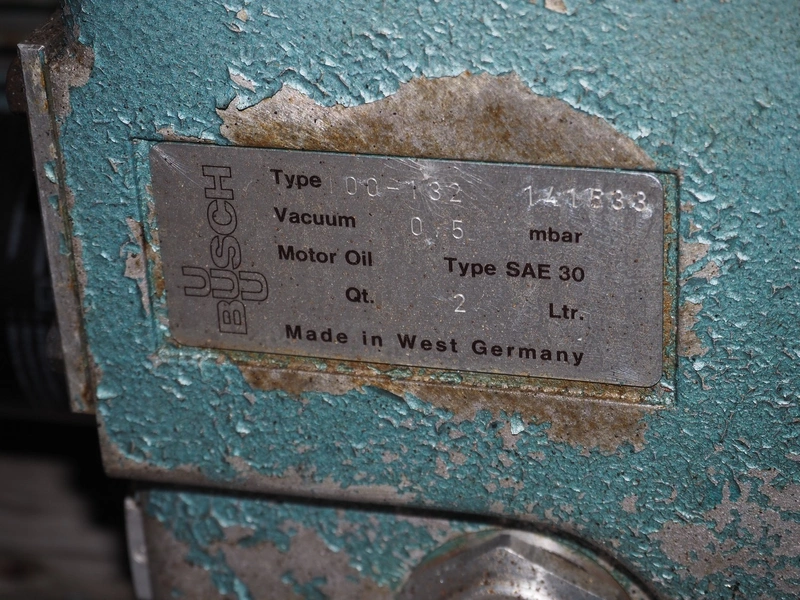 BUSCH
Type 100-132 141833
Vacuum 0,5 mbar
Motor Oil Type SAE 30
Qt. 2 Ltr.
Made in West Germany